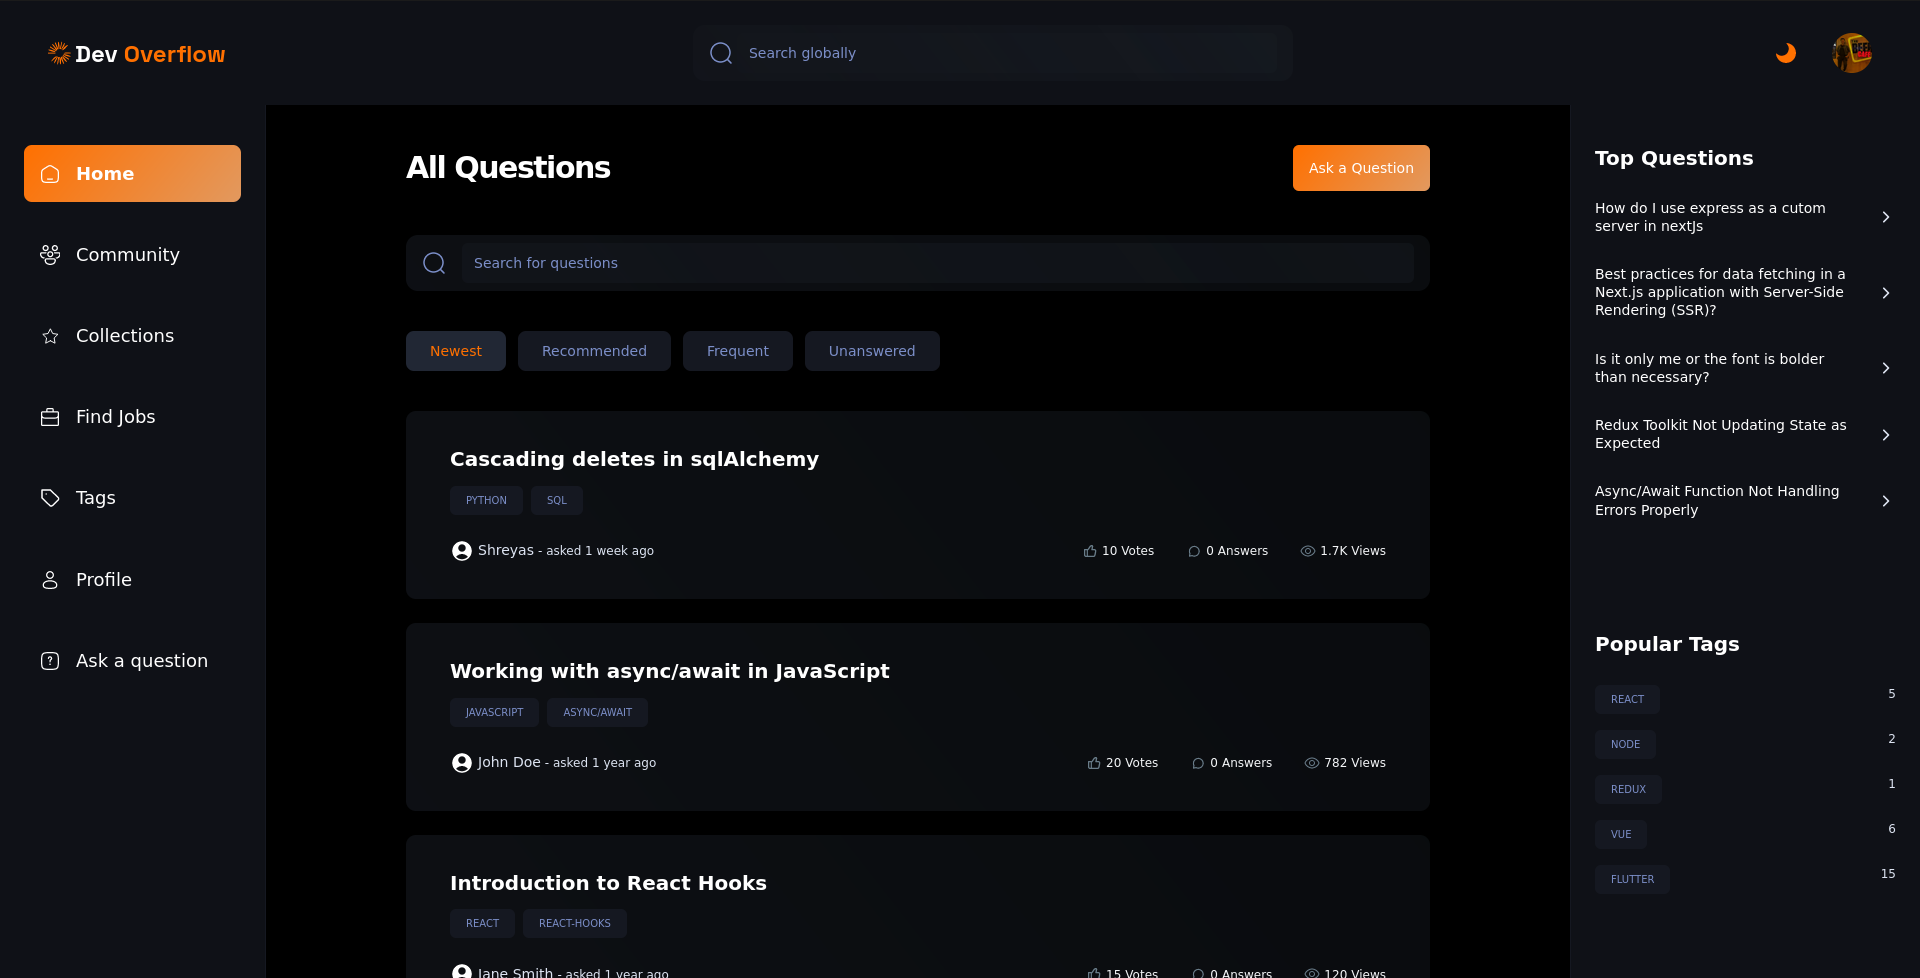 Dev Overflow
Search globally
Home
Community
Collections
Find Jobs
Tags
Profile
Ask a question
All Questions
Ask a Question
Search for questions
Newest
Recommended
Frequent
Unanswered
Cascading deletes in sqlAlchemy
PYTHON
SQL
Shreyas - asked 1 week ago
10 Votes
0 Answers
1.7K Views
Working with async/await in JavaScript
JAVASCRIPT
ASYNC/AWAIT
John Doe - asked 1 year ago
20 Votes
0 Answers
782 Views
Introduction to React Hooks
REACT
REACT-HOOKS
Jane Smith - asked 1 year ago
15 Votes
0 Answers
120 Views
Top Questions
How do I use express as a cutom
server in nextJs
Best practices for data fetching in a
Next.js application with Server-Side
Rendering (SSR)?
Is it only me or the font is bolder
than necessary?
Redux Toolkit Not Updating State as
Expected
Async/Await Function Not Handling
Errors Properly
Popular Tags
REACT 5
NODE 2
REDUX 1
VUE 6
FLUTTER 15